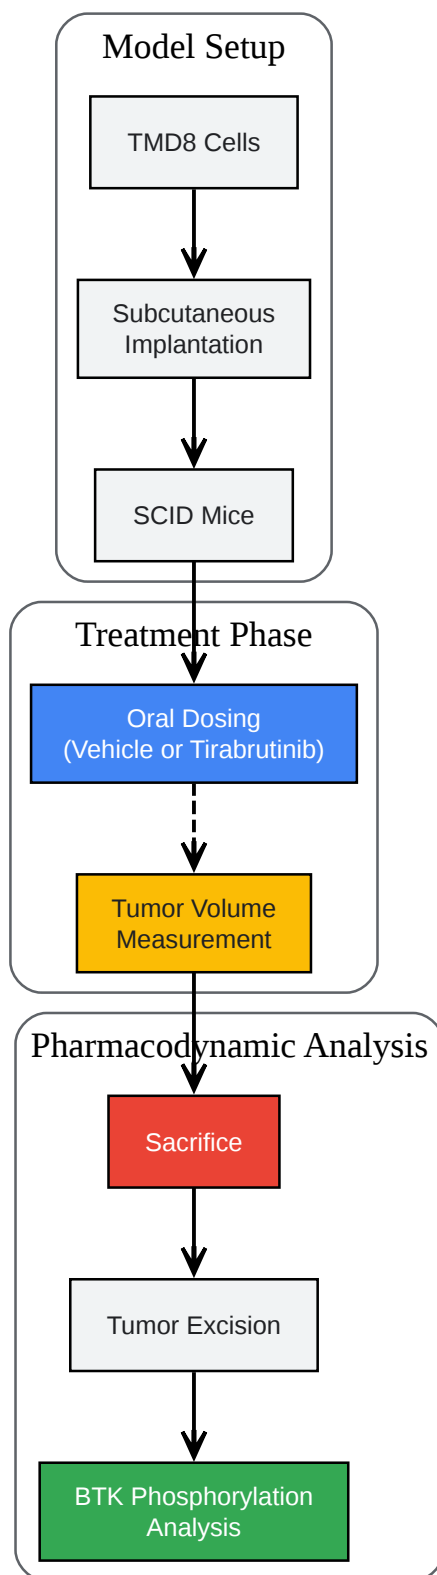 Model Setup
TMD8 Cells
Subcutaneous
Implantation
SCID Mice
Treatment Phase
Oral Dosing
(Vehicle or Tirabrutinib)
Tumor Volume
Measurement
Pharmacodynamic Analysis
Sacrifice
Tumor Excision
BTK Phosphorylation
Analysis